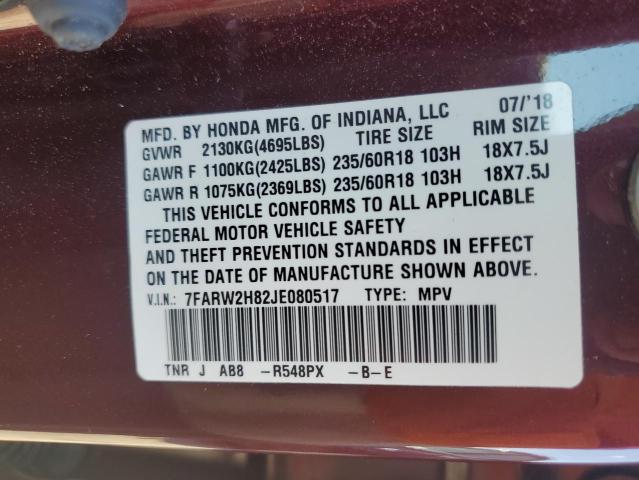 MFD. BY HONDA MFG. OF INDIANA, LLC 07/'18
GVWR 2130KG(4695LBS) TIRE SIZE RIM SIZE
GAWR F 1100KG(2425LBS) 235/60R18 103H 18X7.5J
GAWR R 1075KG(2369LBS) 235/60R18 103H 18X7.5J
THIS VEHICLE CONFORMS TO ALL APPLICABLE
FEDERAL MOTOR VEHICLE SAFETY
AND THEFT PREVENTION STANDARDS IN EFFECT
ON THE DATE OF MANUFACTURE SHOWN ABOVE.
V.I.N.: 7FARW2H82JE080517 TYPE: MPV
TNR J AB8 -R548PX -B-E